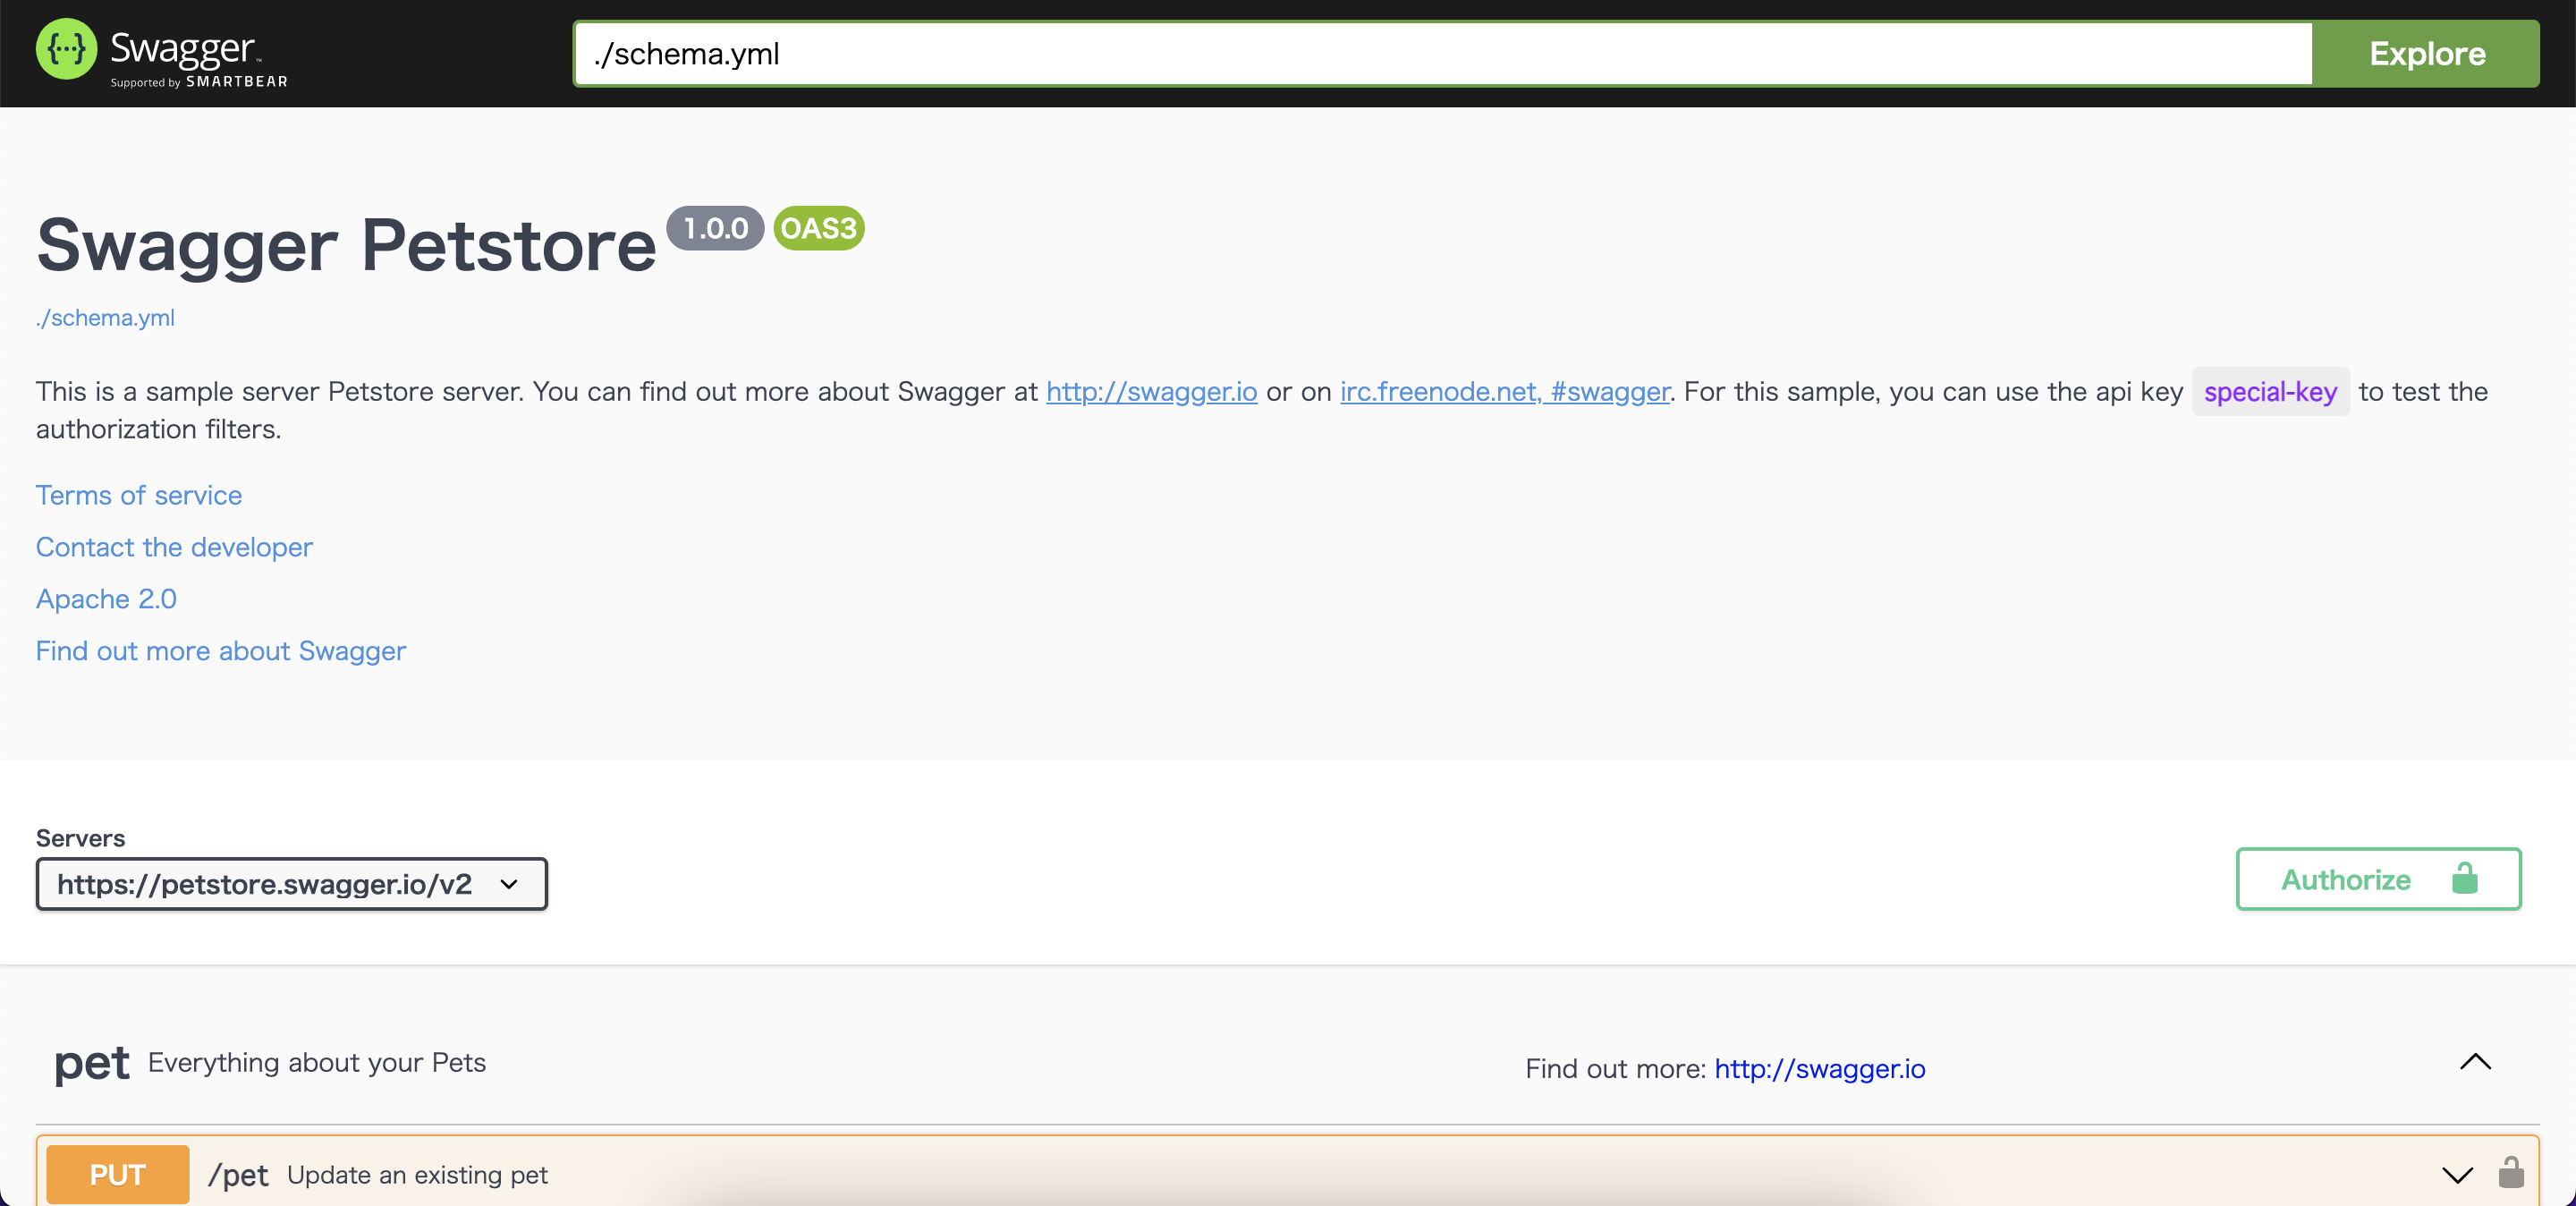 {···} Swagger™
Supported by SMARTBEAR
./schema.yml
Explore
Swagger Petstore 1.0.0 OAS3
./schema.yml
This is a sample server Petstore server. You can find out more about Swagger at http://swagger.io or on irc.freenode.net, #swagger. For this sample, you can use the api key special-key to test the
authorization filters.
Terms of service
Contact the developer
Apache 2.0
Find out more about Swagger
Servers
https://petstore.swagger.io/v2
Authorize
pet Everything about your Pets
Find out more: http://swagger.io
PUT /pet Update an existing pet